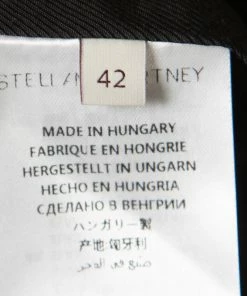 42
STELLA McCARTNEY
MADE IN HUNGARY
FABRIQUE EN HONGRIE
HERGESTELLT IN UNGARN
HECHO EN HUNGRIA
СДЕЛАНО В ВЕНГРИИ
ハンガリー製
产地:匈牙利
صنع في المجر